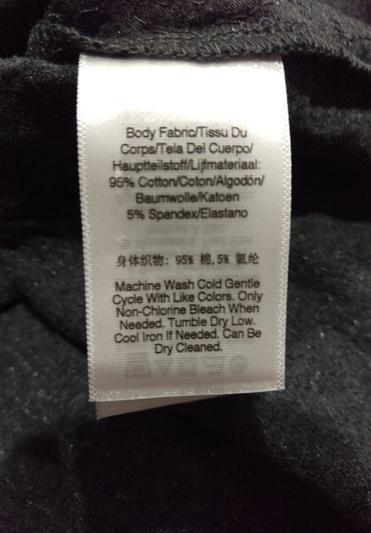 Body Fabric/Tissu Du
Corps/Tela Del Cuerpo/
Hauptteilstoff/Lijfmateriaal:
95% Cotton/Coton/Algodón/
Baumwolle/Katoen
5% Spandex/Elastano
身体织物: 95% 棉,5% 氨纶
Machine Wash Cold Gentle
Cycle With Like Colors. Only
Non-Chlorine Bleach When
Needed. Tumble Dry Low.
Cool Iron If Needed. Can Be
Dry Cleaned.